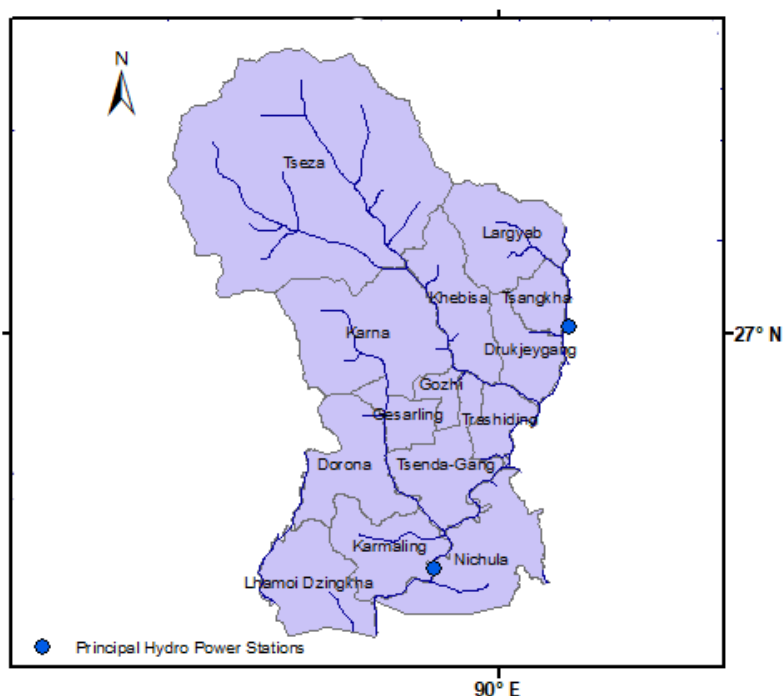 N
Tseza
Largyab
Khebisa
Tsangkha
27° N
Karna
Drukjeygang
Gozhi
Gesarling
Trashiding
Dorona
Tsenda-Gang
Karmaling
Nichula
Lhamoi Dzingkha
Principal Hydro Power Stations
90° E